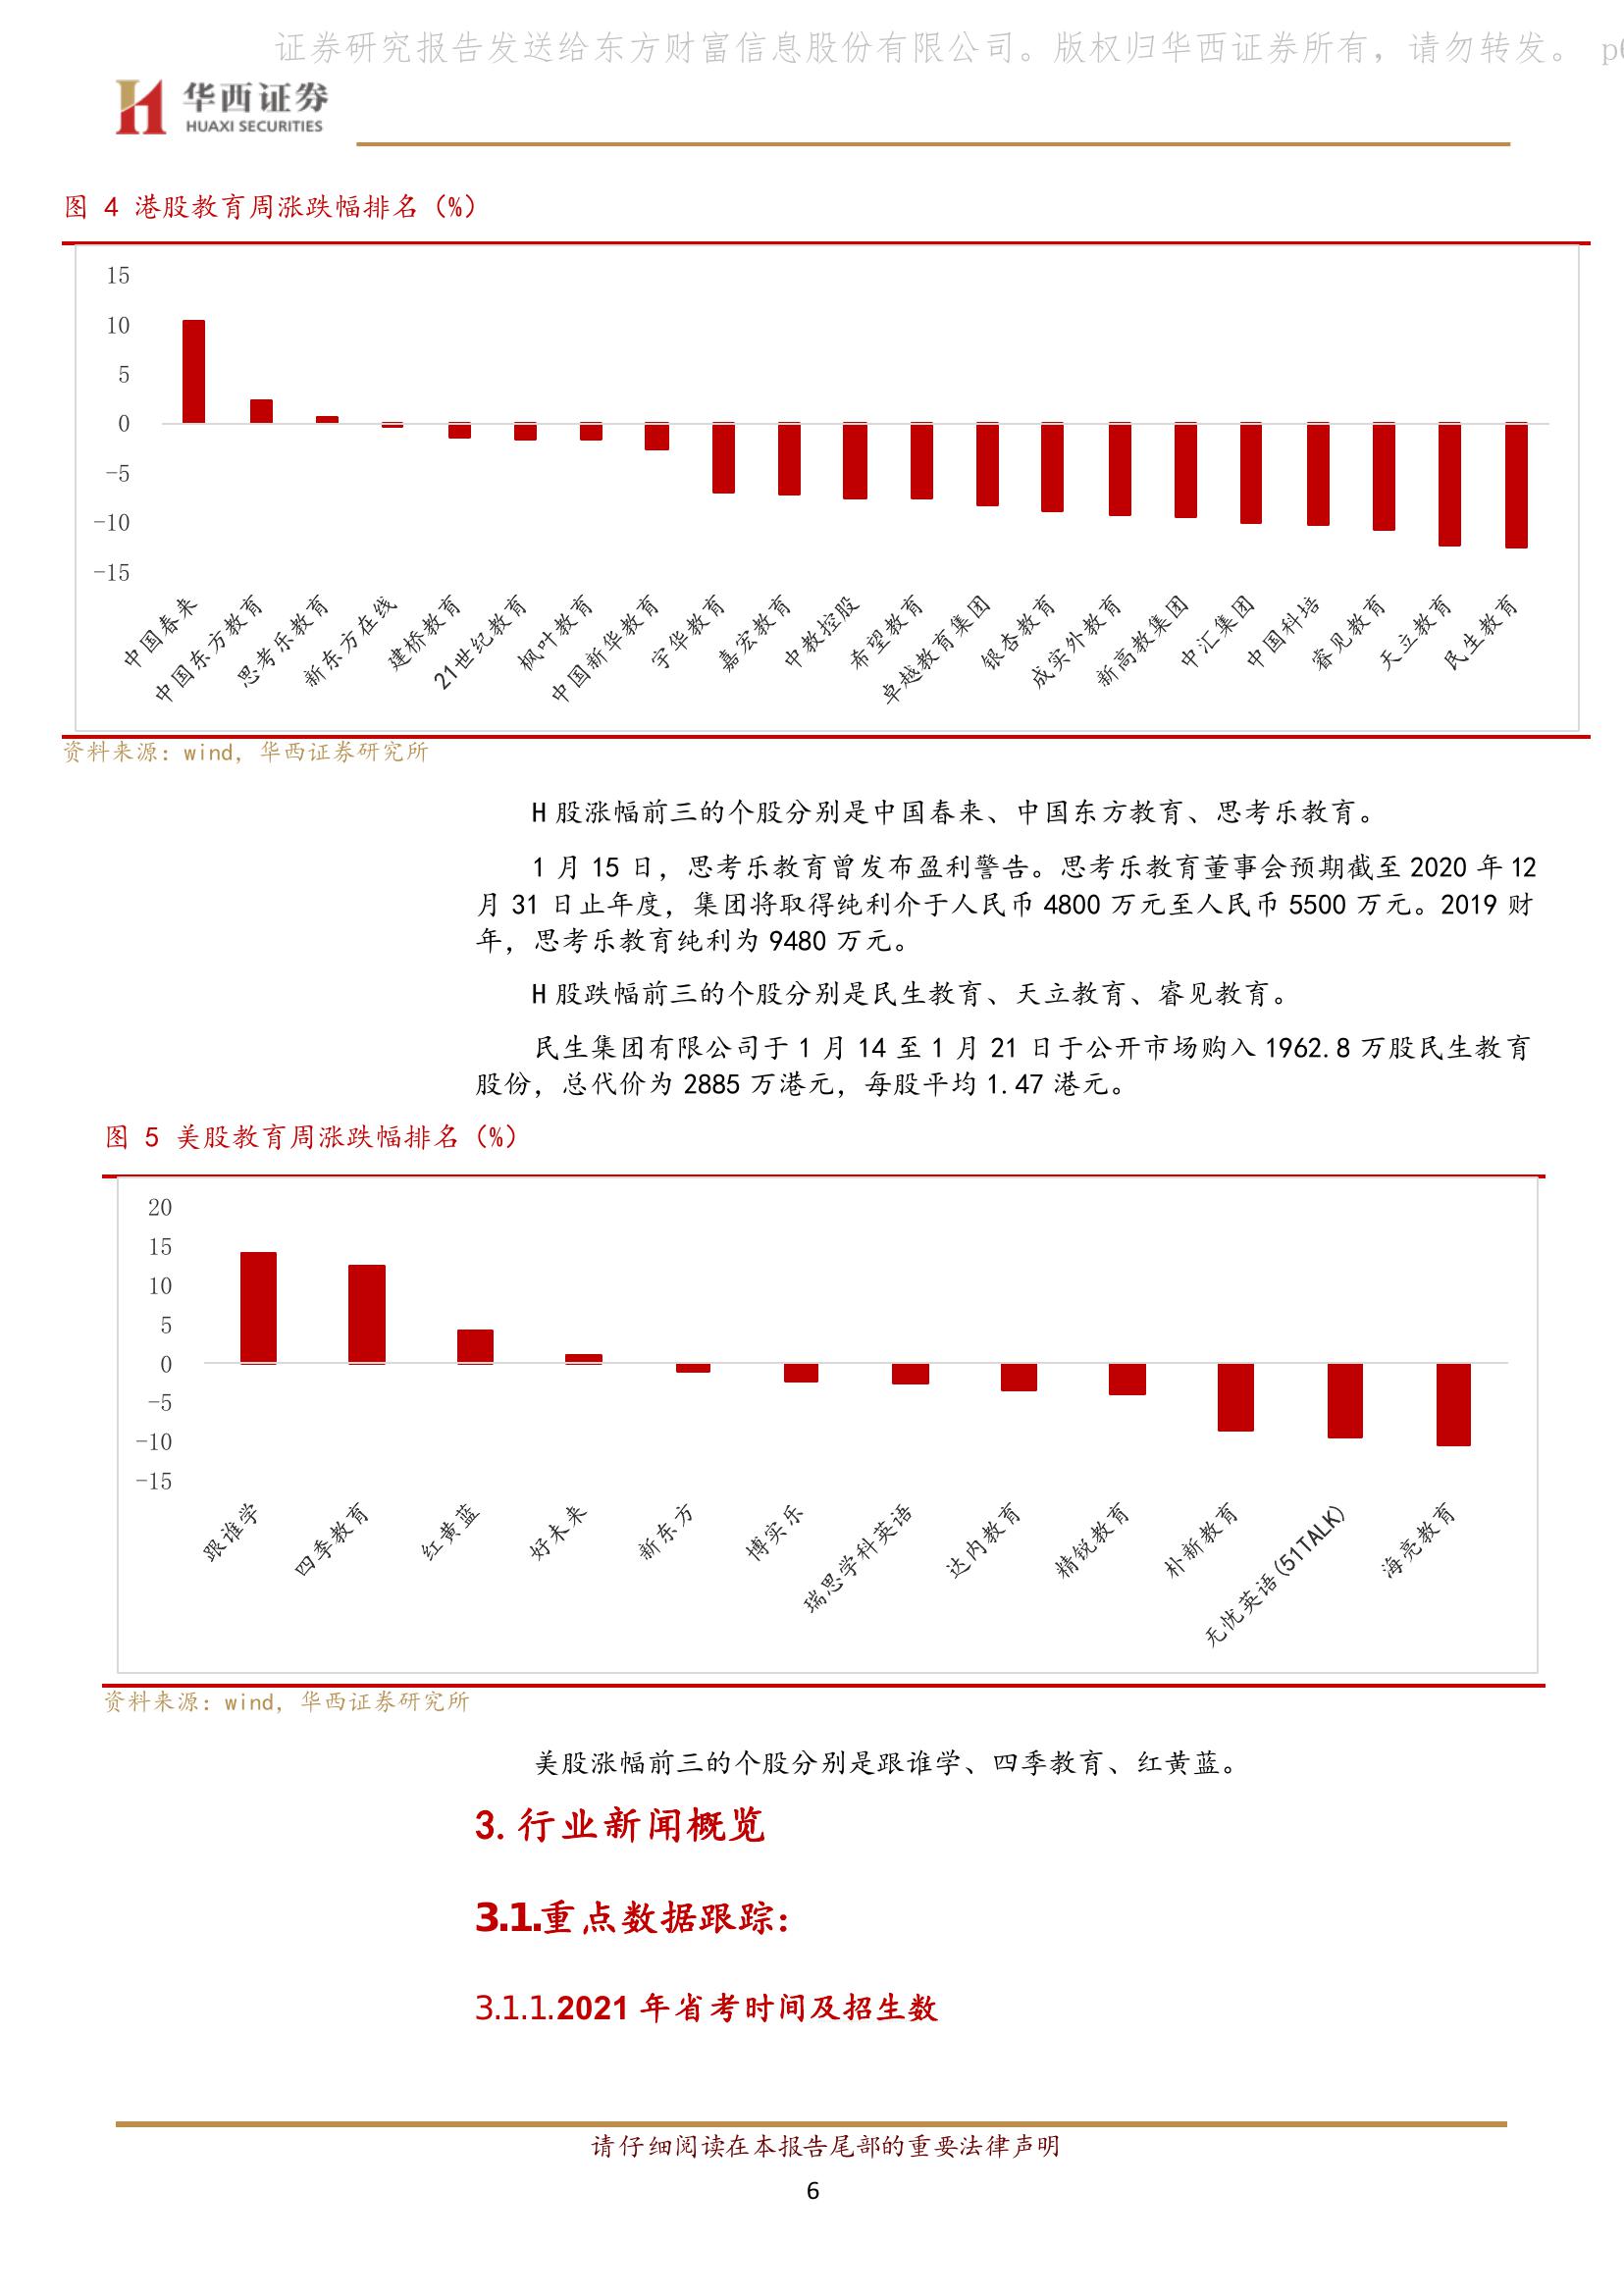 证券研究报告发送给东方财富信息股份有限公司。版权归华西证券所有，请勿转发。 p6
华西证券
HUAXI SECURITIES
图 4 港股教育周涨跌幅排名（%）
15
10
5
0
-5
-10
-15
中国春来
中国东方教育
思考乐教育
新东方在线
建桥教育
21世纪教育
枫叶教育
中国新华教育
宇华教育
嘉宏教育
中教控股
希望教育
卓越教育集团
银杏教育
成实外教育
新高教集团
中汇集团
中国科培
睿见教育
天立教育
民生教育
资料来源：wind，华西证券研究所
H 股涨幅前三的个股分别是中国春来、中国东方教育、思考乐教育。
1 月 15 日，思考乐教育曾发布盈利警告。思考乐教育董事会预期截至 2020 年 12
月 31 日止年度，集团将取得纯利介于人民币 4800 万元至人民币 5500 万元。2019 财
年，思考乐教育纯利为 9480 万元。
H 股跌幅前三的个股分别是民生教育、天立教育、睿见教育。
民生集团有限公司于 1 月 14 至 1 月 21 日于公开市场购入 1962.8 万股民生教育
股份，总代价为 2885 万港元，每股平均 1.47 港元。
图 5 美股教育周涨跌幅排名（%）
20
15
10
5
0
-5
-10
-15
跟谁学
四季教育
红黄蓝
好未来
新东方
博实乐
瑞思学科英语
达内教育
精锐教育
朴新教育
无忧英语(51TALK)
海亮教育
资料来源：wind，华西证券研究所
美股涨幅前三的个股分别是跟谁学、四季教育、红黄蓝。
3.行业新闻概览
3.1.重点数据跟踪：
3.1.1.2021 年省考时间及招生数
请仔细阅读在本报告尾部的重要法律声明
6